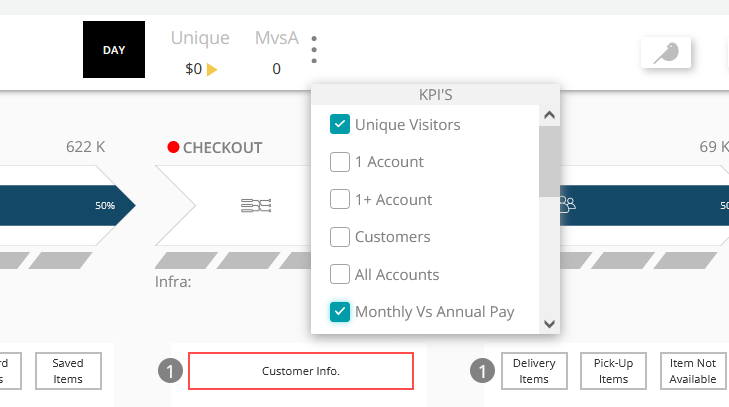 DAY
Unique
MvsA
$0
0
KPI'S
Unique Visitors
1 Account
1+ Account
Customers
All Accounts
Monthly Vs Annual Pay
622 K
CHECKOUT
69 K
50%
Infra:
Saved
Items
1
Customer Info.
1
Delivery
Items
Pick-Up
Items
Item Not
Available